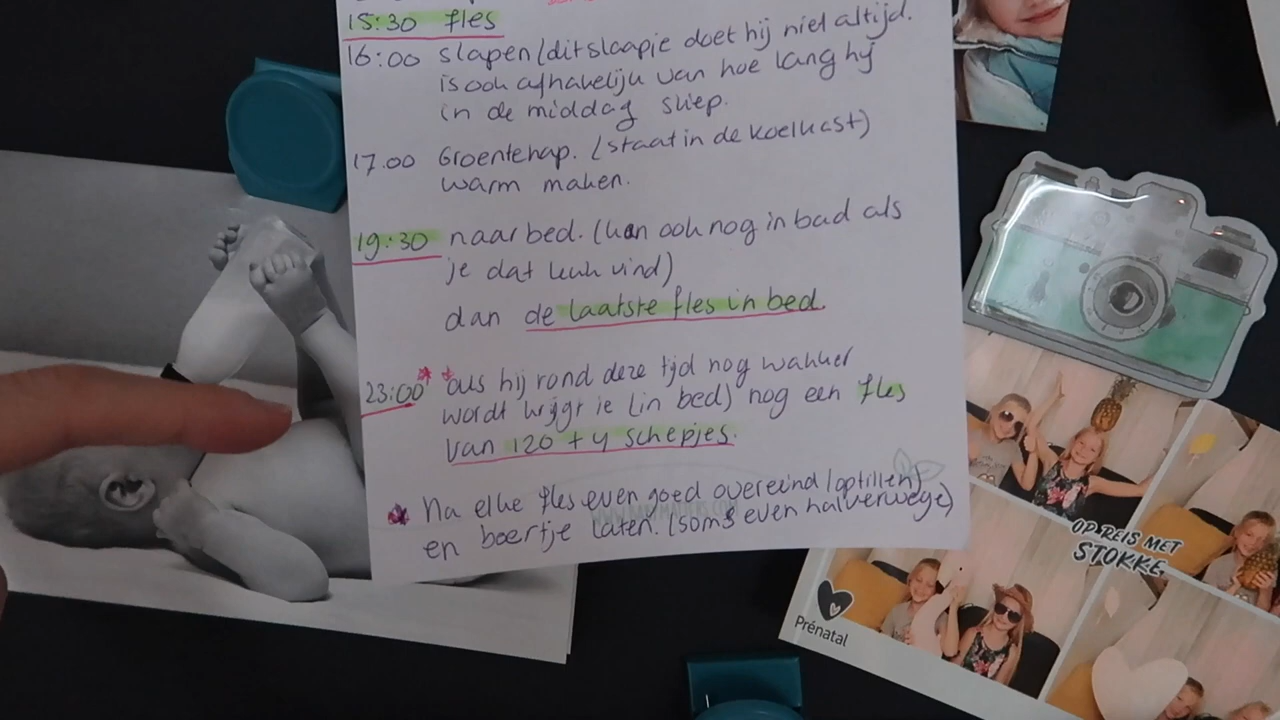 15:30 fles
16:00 slapen (dit slaapje doet hij niet altijd.
is ook afhankelijk van hoe lang hij
in de middag sliep.
17.00 Groentehap. (staat in de koelkast)
warm maken.
19:30 naar bed. (kan ook nog in bad als
je dat leuk vind)
dan de laatste fles in bed.
23:00* *als hij rond deze tijd nog wakker
wordt krijgt ie (in bed) nog een fles
van 120 + 4 schepjes.
* Na elke fles even goed overeind (optillen)
en boertje laten. (soms even halverwege)
OP REIS MET
STOKKE
Prénatal